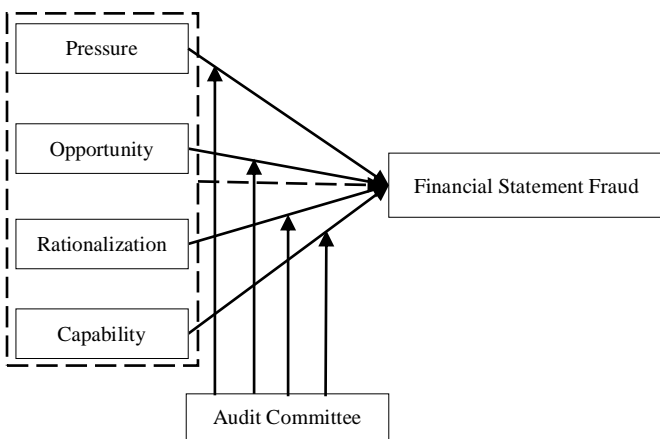 Pressure
Opportunity
Financial Statement Fraud
Rationalization
Capability
Audit Committee